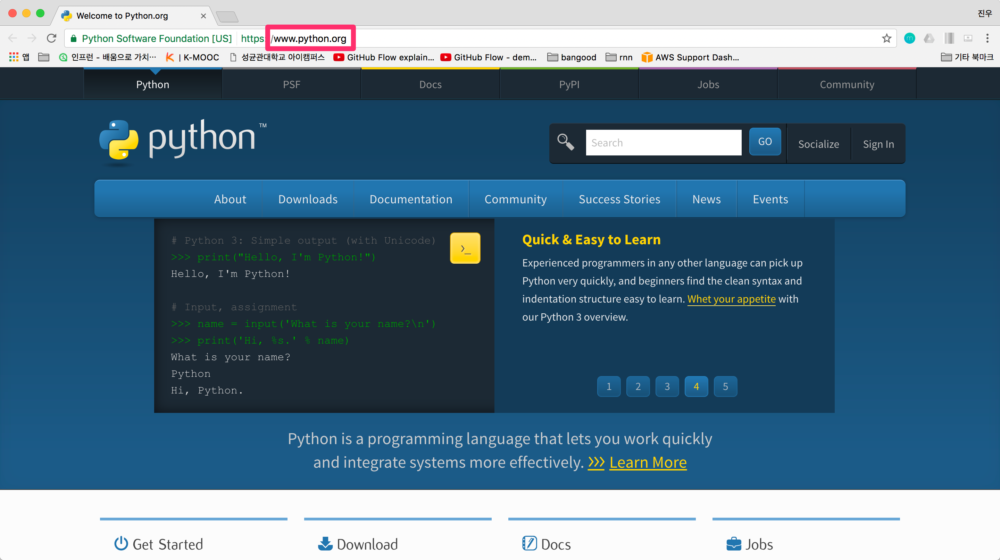 Welcome to Python.org
진우
Python Software Foundation [US] https:/www.python.org
앱 인프런 - 배움으로 가치… | K-MOOC 성균관대학교 아이캠퍼스 GitHub Flow explain… GitHub Flow - dem… bangood rnn AWS Support Dash… 기타 북마크
Python PSF Docs PyPI Jobs Community
python™
Search GO Socialize Sign In
About Downloads Documentation Community Success Stories News Events
# Python 3: Simple output (with Unicode)
>>> print("Hello, I'm Python!")
Hello, I'm Python!
# Input, assignment
>>> name = input('What is your name?\n')
>>> print('Hi, %s.' % name)
What is your name?
Python
Hi, Python.
>_
Quick & Easy to Learn
Experienced programmers in any other language can pick up
Python very quickly, and beginners find the clean syntax and
indentation structure easy to learn. Whet your appetite with
our Python 3 overview.
1 2 3 4 5
Python is a programming language that lets you work quickly
and integrate systems more effectively. >>> Learn More
Get Started Download Docs Jobs